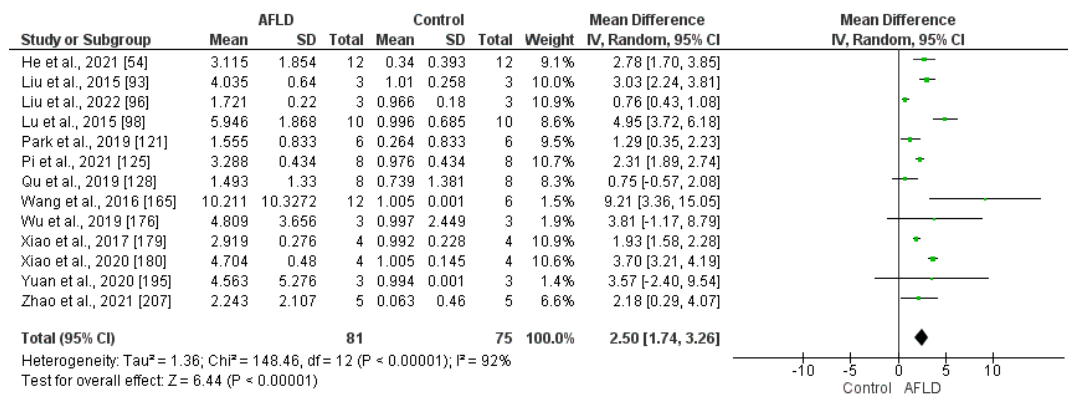 AFLD Control Mean Difference Mean Difference
Study or Subgroup Mean SD Total Mean SD Total Weight IV, Random, 95% CI IV, Random, 95% CI
He et al., 2021 [54] 3.115 1.854 12 0.34 0.393 12 9.1% 2.78 [1.70, 3.85]
Liu et al., 2015 [93] 4.035 0.64 3 1.01 0.258 3 10.0% 3.03 [2.24, 3.81]
Liu et al., 2022 [96] 1.721 0.22 3 0.966 0.18 3 10.9% 0.76 [0.43, 1.08]
Lu et al., 2015 [98] 5.946 1.868 10 0.996 0.685 10 8.6% 4.95 [3.72, 6.18]
Park et al., 2019 [121] 1.555 0.833 6 0.264 0.833 6 9.5% 1.29 [0.35, 2.23]
Pi et al., 2021 [125] 3.288 0.434 8 0.976 0.434 8 10.7% 2.31 [1.89, 2.74]
Qu et al., 2019 [128] 1.493 1.33 8 0.739 1.381 8 8.3% 0.75 [-0.57, 2.08]
Wang et al., 2016 [165] 10.211 10.3272 12 1.005 0.001 6 1.5% 9.21 [3.36, 15.05]
Wu et al., 2019 [176] 4.809 3.656 3 0.997 2.449 3 1.9% 3.81 [-1.17, 8.79]
Xiao et al., 2017 [179] 2.919 0.276 4 0.992 0.228 4 10.9% 1.93 [1.58, 2.28]
Xiao et al., 2020 [180] 4.704 0.48 4 1.005 0.145 4 10.6% 3.70 [3.21, 4.19]
Yuan et al., 2020 [195] 4.563 5.276 3 0.994 0.001 3 1.4% 3.57 [-2.40, 9.54]
Zhao et al., 2021 [207] 2.243 2.107 5 0.063 0.46 5 6.6% 2.18 [0.29, 4.07]
Total (95% CI) 81 75 100.0% 2.50 [1.74, 3.26]
Heterogeneity: Tau² = 1.36; Chi² = 148.46, df = 12 (P < 0.00001); I² = 92%
Test for overall effect: Z = 6.44 (P < 0.00001)
-10 -5 0 5 10
Control AFLD